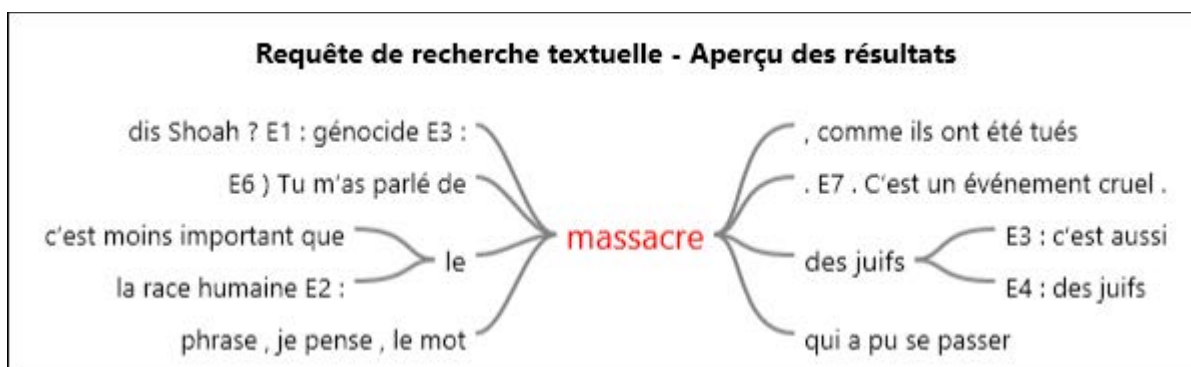 Requête de recherche textuelle - Aperçu des résultats
dis Shoah ? E1 : génocide E3 :
E6 ) Tu m'as parlé de
c'est moins important que
la race humaine E2 :
le
phrase , je pense , le mot
massacre
, comme ils ont été tués
. E7 . C'est un événement cruel .
des juifs
E3 : c'est aussi
E4 : des juifs
qui a pu se passer